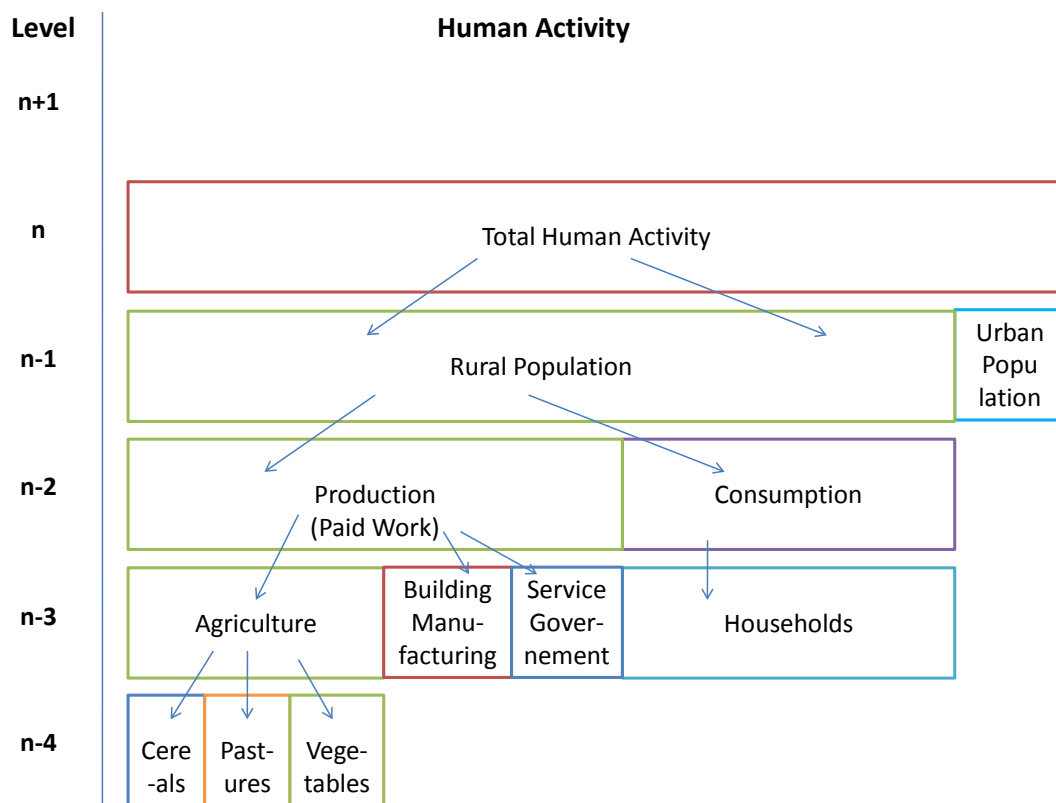 Level
Human Activity
n+1
n
Total Human Activity
n-1
Rural Population
Urban
Popu
lation
n-2
Production
(Paid Work)
Consumption
n-3
Agriculture
Building
Manu-
facturing
Service
Gover-
nement
Households
n-4
Cere
-als
Past-
ures
Vege-
tables